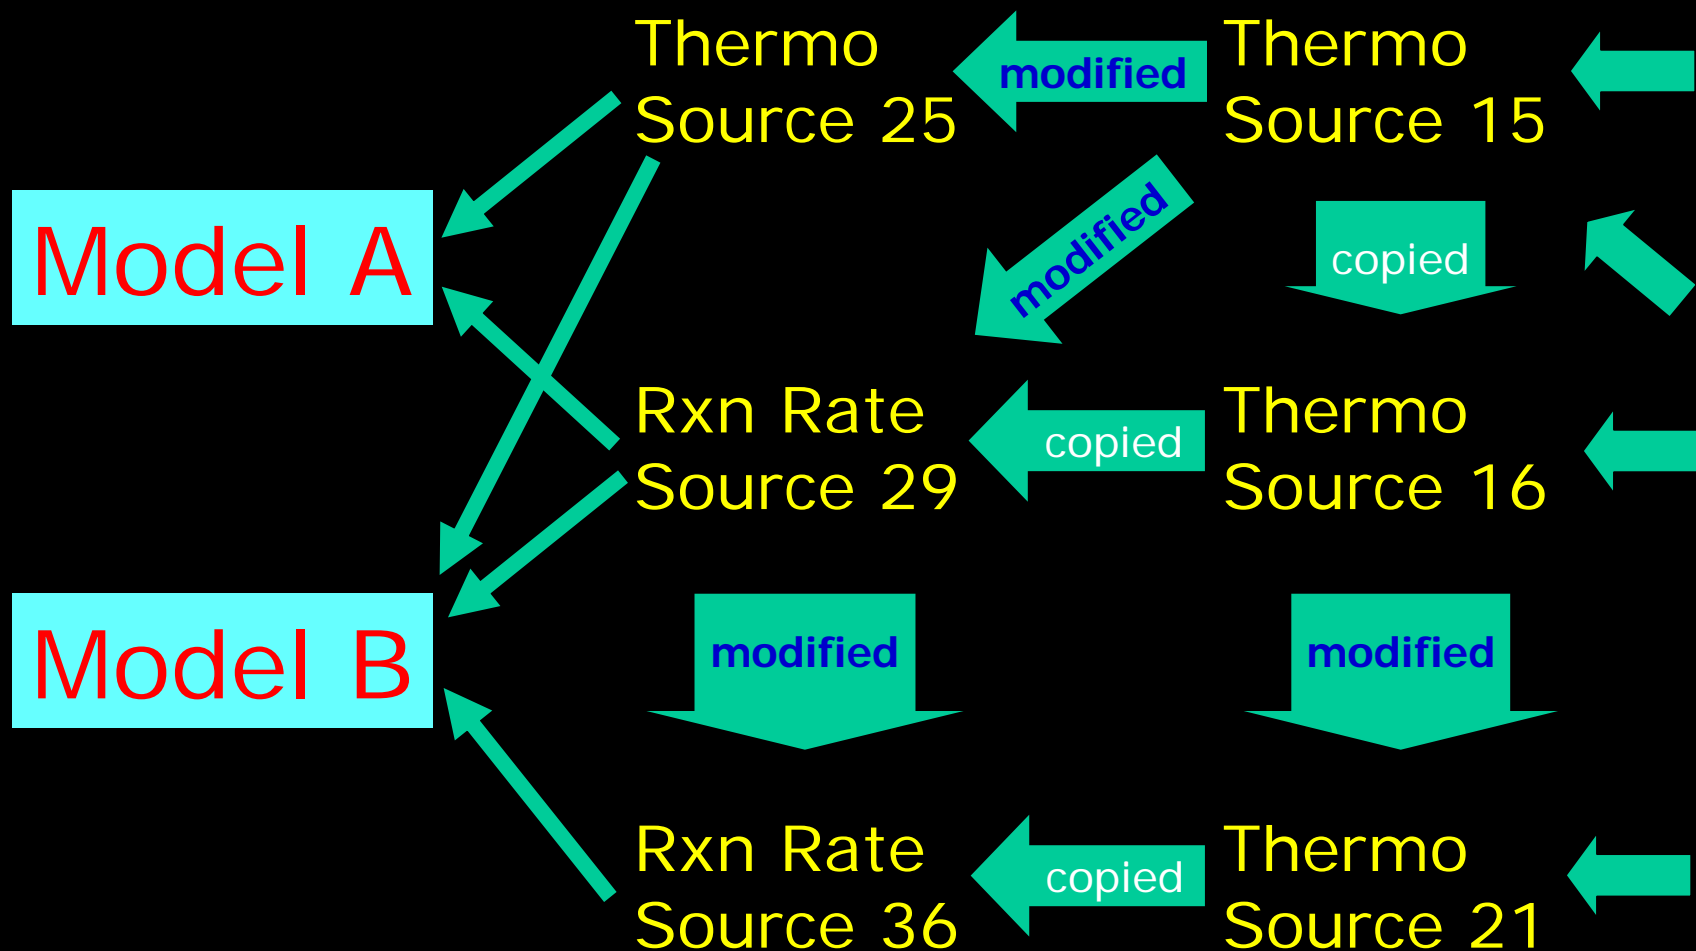 Thermo
Source 25
modified
Thermo
Source 15
Model A
modified
copied
Rxn Rate
Source 29
copied
Thermo
Source 16
Model B
modified
modified
Rxn Rate
Source 36
copied
Thermo
Source 21